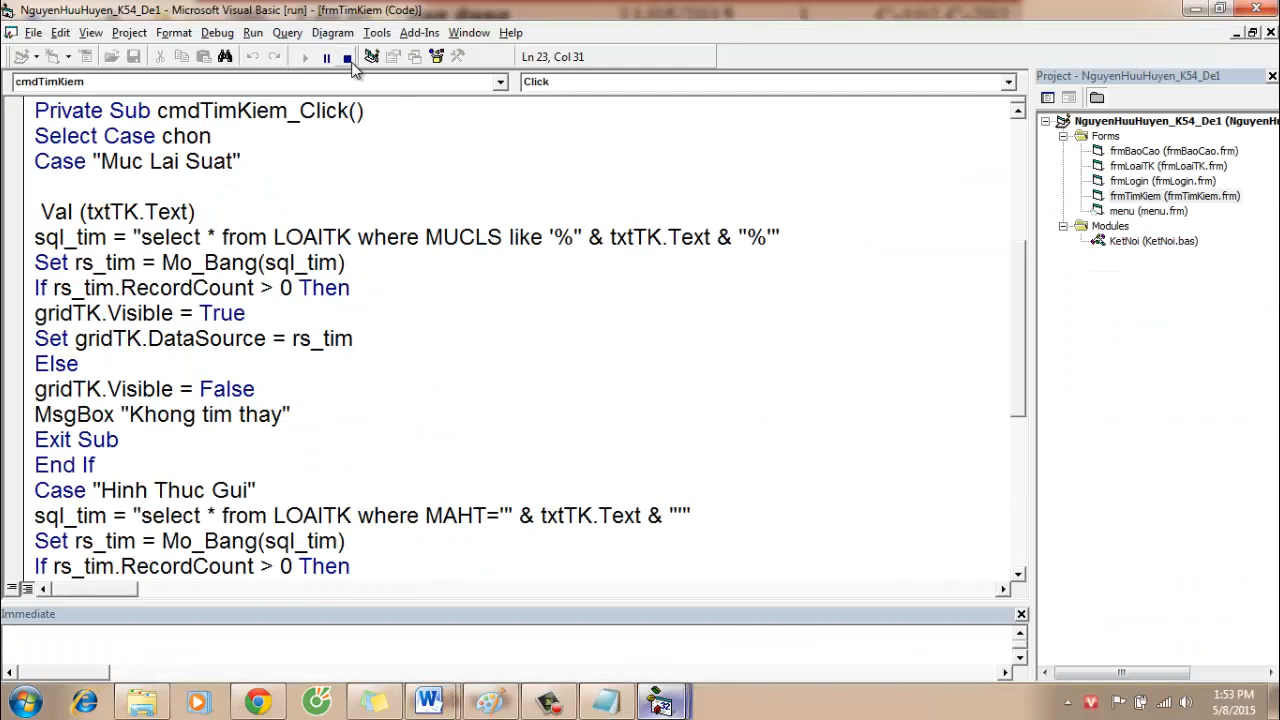 NguyenHuuHuyen_K54_De1 - Microsoft Visual Basic [run] - [frmTimKiem (Code)]
File Edit View Project Format Debug Run Query Diagram Tools Add-Ins Window Help
Ln 23, Col 31
cmdTimKiem
Click
Private Sub cmdTimKiem_Click()
Select Case chon
Case "Muc Lai Suat"
Val (txtTK.Text)
sql_tim = "select * from LOAITK where MUCLS like '%" & txtTK.Text & "%'"
Set rs_tim = Mo_Bang(sql_tim)
If rs_tim.RecordCount > 0 Then
gridTK.Visible = True
Set gridTK.DataSource = rs_tim
Else
gridTK.Visible = False
MsgBox "Khong tim thay"
Exit Sub
End If
Case "Hinh Thuc Gui"
sql_tim = "select * from LOAITK where MAHT='" & txtTK.Text & "'"
Set rs_tim = Mo_Bang(sql_tim)
If rs_tim.RecordCount > 0 Then
Immediate
Project - NguyenHuuHuyen_K54_De1
NguyenHuuHuyen_K54_De1 (NguyenHu
Forms
frmBaoCao (frmBaoCao.frm)
frmLoaiTK (frmLoaiTK.frm)
frmLogin (frmLogin.frm)
frmTimKiem (frmTimKiem.frm)
menu (menu.frm)
Modules
KetNoi (KetNoi.bas)
1:53 PM
5/8/2015